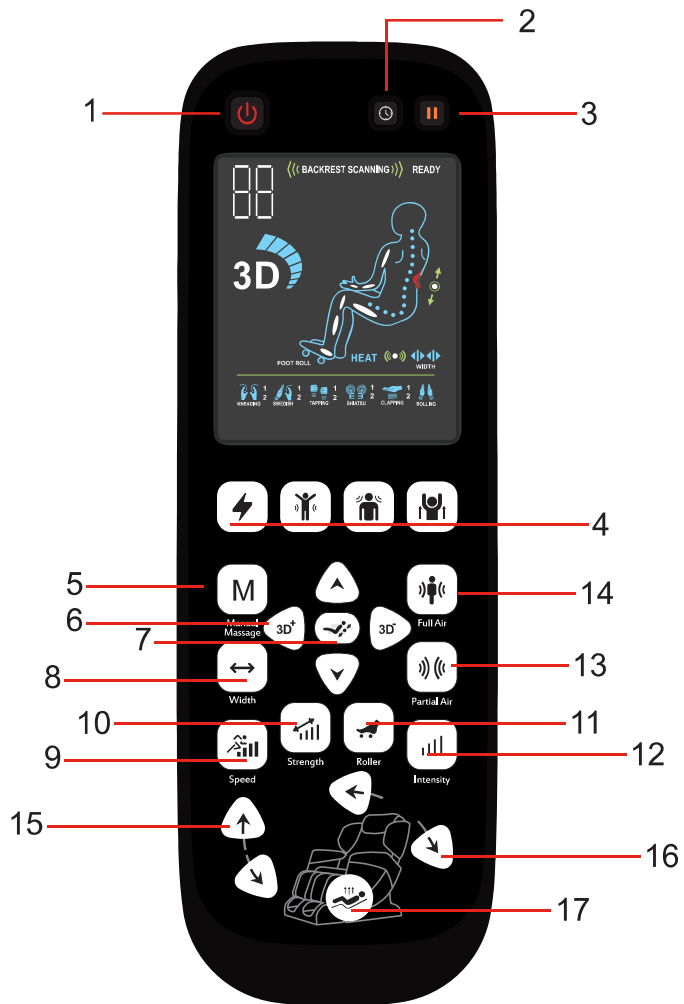 2
1
3
((( BACKREST SCANNING ))) READY
88
3D
FOOT ROLL
HEAT
WIDTH
1 1 1 1 1
2 2 2 2 2
KNEADING SWEDISH TAPPING SHIATSU CLAPPING ROLLING
4
5
M
Manual
Massage
14
Full Air
6
3D+
3D-
7
8
Width
13
Partial Air
10
Strength
11
Roller
9
Speed
12
Intensity
15
16
17